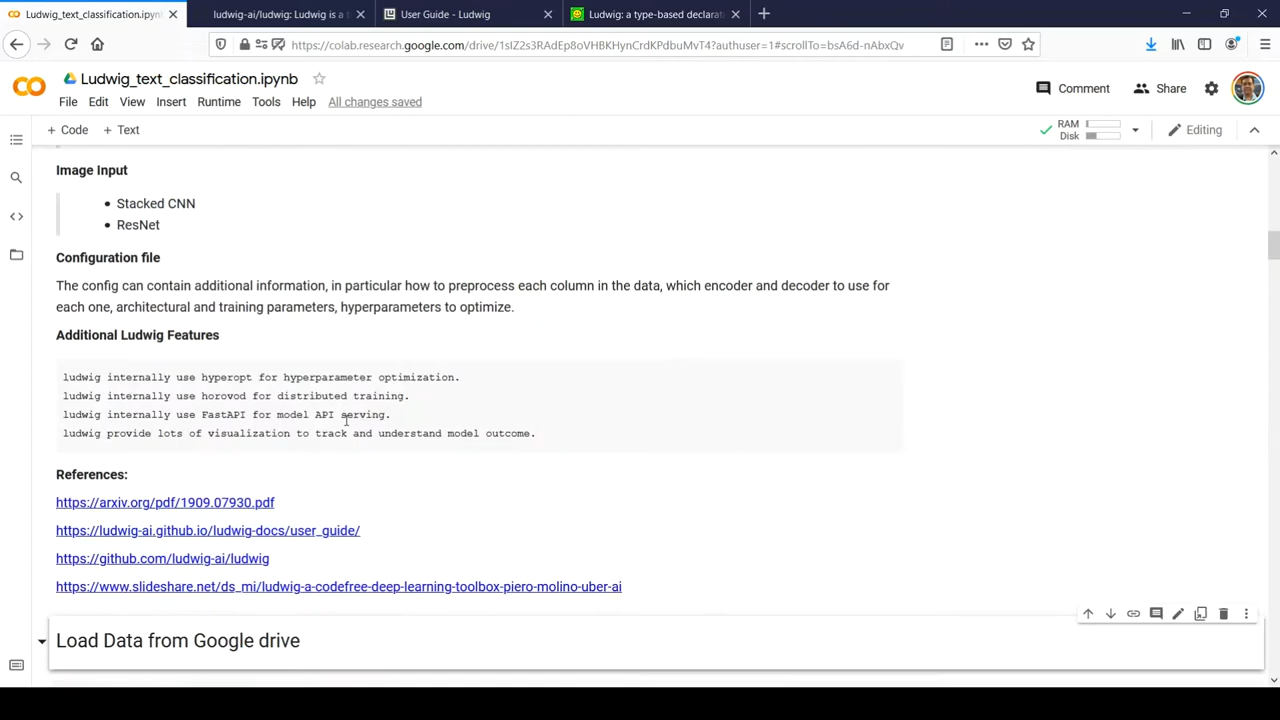 Ludwig_text_classification.ipynb
ludwig-ai/ludwig: Ludwig is a t
User Guide - Ludwig
Ludwig: a type-based declarat
https://colab.research.google.com/drive/1sIZ2s3RAdEp8oVHBKHynCrdKPdbuMvT4?authuser=1#scrollTo=bsA6d-nAbxQv
CO
Ludwig_text_classification.ipynb
Comment
Share
File Edit View Insert Runtime Tools Help All changes saved
+ Code + Text
RAM
Disk
Editing
Image Input
• Stacked CNN
• ResNet
Configuration file
The config can contain additional information, in particular how to preprocess each column in the data, which encoder and decoder to use for
each one, architectural and training parameters, hyperparameters to optimize.
Additional Ludwig Features
ludwig internally use hyperopt for hyperparameter optimization.
ludwig internally use horovod for distributed training.
ludwig internally use FastAPI for model API serving.
ludwig provide lots of visualization to track and understand model outcome.
References:
https://arxiv.org/pdf/1909.07930.pdf
https://ludwig-ai.github.io/ludwig-docs/user_guide/
https://github.com/ludwig-ai/ludwig
https://www.slideshare.net/ds_mi/ludwig-a-codefree-deep-learning-toolbox-piero-molino-uber-ai
Load Data from Google drive